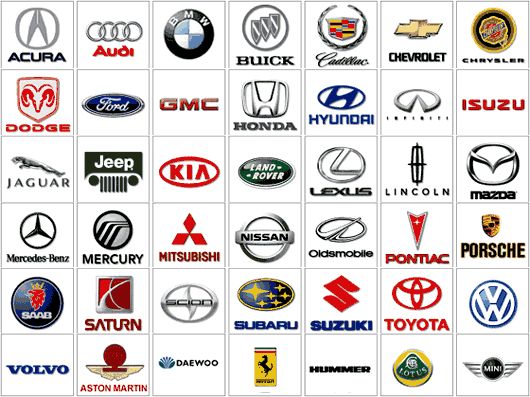 ACURA
Audi
BMW
BUICK
Cadillac
CHEVROLET
CHRYSLER
DODGE
Ford
GMC
HONDA
HYUNDAI
INFINITI
ISUZU
JAGUAR
Jeep
KIA
LAND
ROVER
LEXUS
LINCOLN
mazda
Mercedes-Benz
MERCURY
MITSUBISHI
NISSAN
Oldsmobile
PONTIAC
PORSCHE
SAAB
SATURN
SCION
SUBARU
SUZUKI
TOYOTA
VOLVO
ASTON MARTIN
DAEWOO
HUMMER
LOTUS
MINI